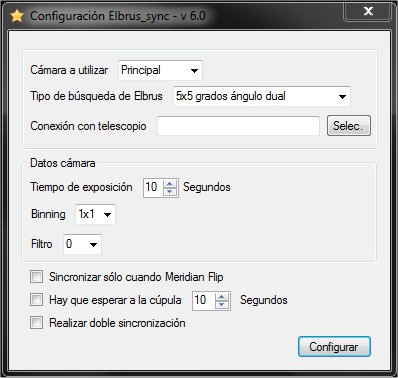 Configuración Elbrus_sync - v 6.0
Cámara a utilizar Principal
Tipo de búsqueda de Elbrus 5x5 grados ángulo dual
Conexión con telescopio Selec.
Datos cámara
Tiempo de exposición 10 Segundos
Binning 1x1
Filtro 0
Sincronizar sólo cuando Meridian Flip
Hay que esperar a la cúpula 10 Segundos
Realizar doble sincronización
Configurar